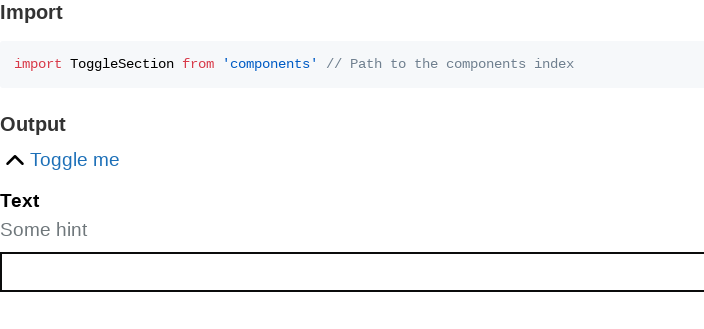 Import
import ToggleSection from 'components' // Path to the components index
Output
Toggle me
Text
Some hint